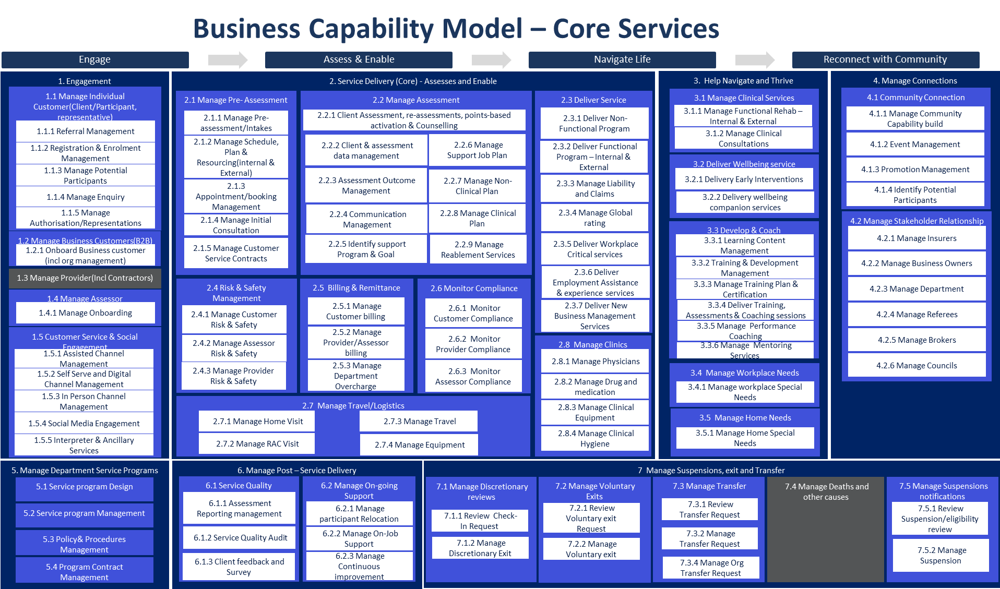 Business Capability Model – Core Services
Engage
Assess & Enable
Navigate Life
Reconnect with Community
1. Engagement
1.1 Manage Individual
Customer(Client/Participant,
representative)
1.1.1 Referral Management
1.1.2 Registration & Enrolment
Management
1.1.3 Manage Potential
Participants
1.1.4 Manage Enquiry
1.1.5 Manage
Authorisation/Representations
1.2 Manage Business Customers(B2B)
1.2.1 Onboard Business customer
(incl org management)
1.3 Manage Provider(Incl Contractors)
1.4 Manage Assessor
1.4.1 Manage Onboarding
1.5 Customer Service & Social
Engagement
1.5.1 Assisted Channel
Management
1.5.2 Self Serve and Digital
Channel Management
1.5.3 In Person Channel
Management
1.5.4 Social Media Engagement
1.5.5 Interpreter & Ancillary
Services
2. Service Delivery (Core) - Assesses and Enable
2.1 Manage Pre- Assessment
2.1.1 Manage Pre-
assessment/Intakes
2.1.2 Manage Schedule,
Plan &
Resourcing(internal &
External)
2.1.3
Appointment/booking
Management
2.1.4 Manage Initial
Consultation
2.1.5 Manage Customer
Service Contracts
2.2 Manage Assessment
2.2.1 Client Assessment, re-assessments, points-based
activation & Counselling
2.2.2 Client & assessment
data management
2.2.3 Assessment Outcome
Management
2.2.4 Communication
Management
2.2.5 Identify support
Program & Goal
2.2.6 Manage
Support Job Plan
2.2.7 Manage Non-
Clinical Plan
2.2.8 Manage Clinical
Plan
2.2.9 Manage
Reablement Services
2.3 Deliver Service
2.3.1 Deliver Non-
Functional Program
2.3.2 Deliver Functional
Program – Internal &
External
2.3.3 Manage Liability
and Claims
2.3.4 Manage Global
rating
2.3.5 Deliver Workplace
Critical services
2.3.6 Deliver
Employment Assistance
& experience services
2.3.7 Deliver New
Business Management
Services
2.4 Risk & Safety
Management
2.4.1 Manage Customer
Risk & Safety
2.4.2 Manage Assessor
Risk & Safety
2.4.3 Manage Provider
Risk & Safety
2.5 Billing & Remittance
2.5.1 Manage
Customer billing
2.5.2 Manage
Provider/Assessor
billing
2.5.3 Manage
Department
Overcharge
2.6 Monitor Compliance
2.6.1 Monitor
Customer Compliance
2.6.2 Monitor
Provider Compliance
2.6.3 Monitor
Assessor Compliance
2.7 Manage Travel/Logistics
2.7.1 Manage Home Visit
2.7.2 Manage RAC Visit
2.7.3 Manage Travel
2.7.4 Manage Equipment
2.8 Manage Clinics
2.8.1 Manage Physicians
2.8.2 Manage Drug and
medication
2.8.3 Manage Clinical
Equipment
2.8.4 Manage Clinical
Hygiene
3. Help Navigate and Thrive
3.1 Manage Clinical Services
3.1.1 Manage Functional Rehab –
Internal & External
3.1.2 Manage Clinical
Consultations
3.2 Deliver Wellbeing service
3.2.1 Delivery Early Interventions
3.2.2 Delivery wellbeing
companion services
3.3 Develop & Coach
3.3.1 Learning Content
Management
3.3.2 Training & Development
Management
3.3.3 Manage Training Plan &
Certification
3.3.4 Deliver Training,
Assessments & Coaching sessions
3.3.5 Manage Performance
Coaching
3.3.6 Manage Mentoring
Services
3.4 Manage Workplace Needs
3.4.1 Manage workplace Special
Needs
3.5 Manage Home Needs
3.5.1 Manage Home Special
Needs
4. Manage Connections
4.1 Community Connection
4.1.1 Manage Community
Capability build
4.1.2 Event Management
4.1.3 Promotion Management
4.1.4 Identify Potential
Participants
4.2 Manage Stakeholder Relationship
4.2.1 Manage Insurers
4.2.2 Manage Business Owners
4.2.3 Manage Department
4.2.4 Manage Referees
4.2.5 Manage Brokers
4.2.6 Manage Councils
5. Manage Department Service Programs
5.1 Service program Design
5.2 Service program Management
5.3 Policy& Procedures
Management
5.4 Program Contract
Management
6. Manage Post – Service Delivery
6.1 Service Quality
6.1.1 Assessment
Reporting management
6.1.2 Service Quality Audit
6.1.3 Client feedback and
Survey
6.2 Manage On-going
Support
6.2.1 Manage
participant Relocation
6.2.2 Manage On-Job
Support
6.2.3 Manage
Continuous
improvement
7 Manage Suspensions, exit and Transfer
7.1 Manage Discretionary
reviews
7.1.1 Review Check-
In Request
7.1.2 Manage
Discretionary Exit
7.2 Manage Voluntary
Exits
7.2.1 Review
Voluntary exit
Request
7.2.2 Manage
Voluntary exit
7.3 Manage Transfer
7.3.1 Review
Transfer Request
7.3.2 Manage
Transfer Request
7.3.4 Manage Org
Transfer Request
7.4 Manage Deaths and
other causes
7.5 Manage Suspensions
notifications
7.5.1 Review
Suspension/eligibility
review
7.5.2 Manage
Suspension